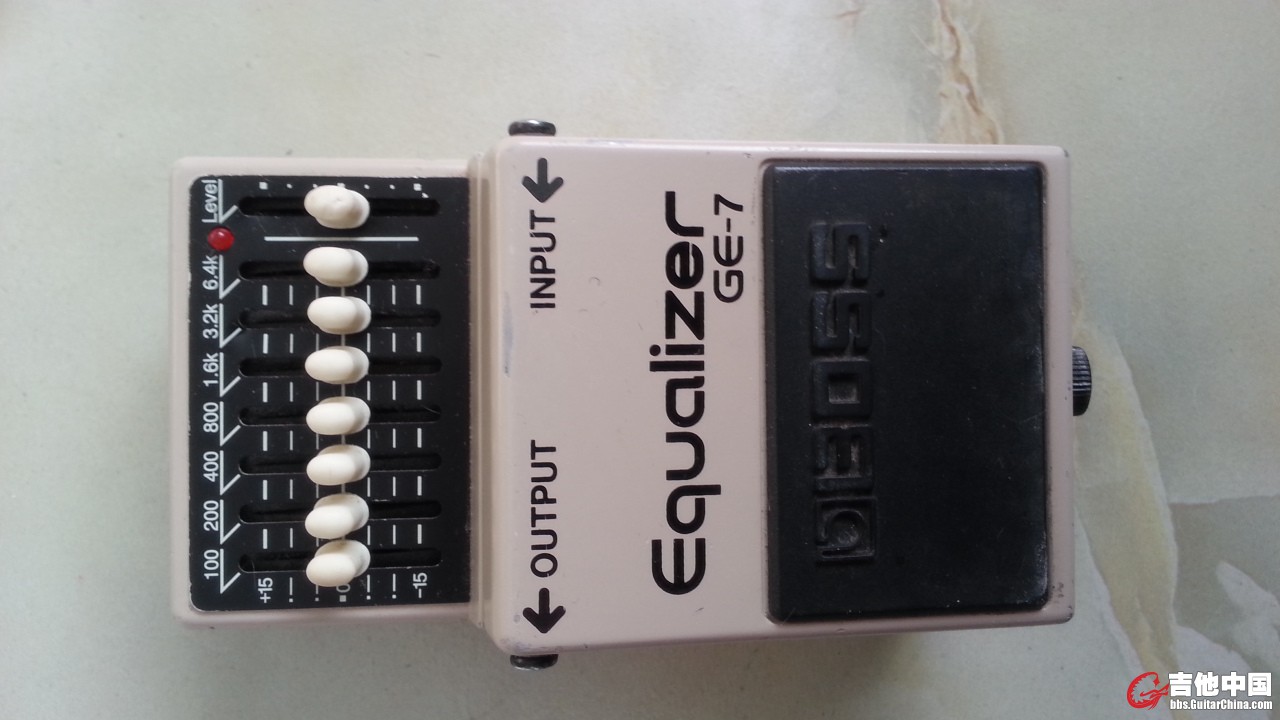 100 200 400 800 1.6k 3.2k 6.4k Level
+15
0
-15
OUTPUT INPUT
Equalizer
GE-7
BOSS
吉他中国
bbs.GuitarChina.com